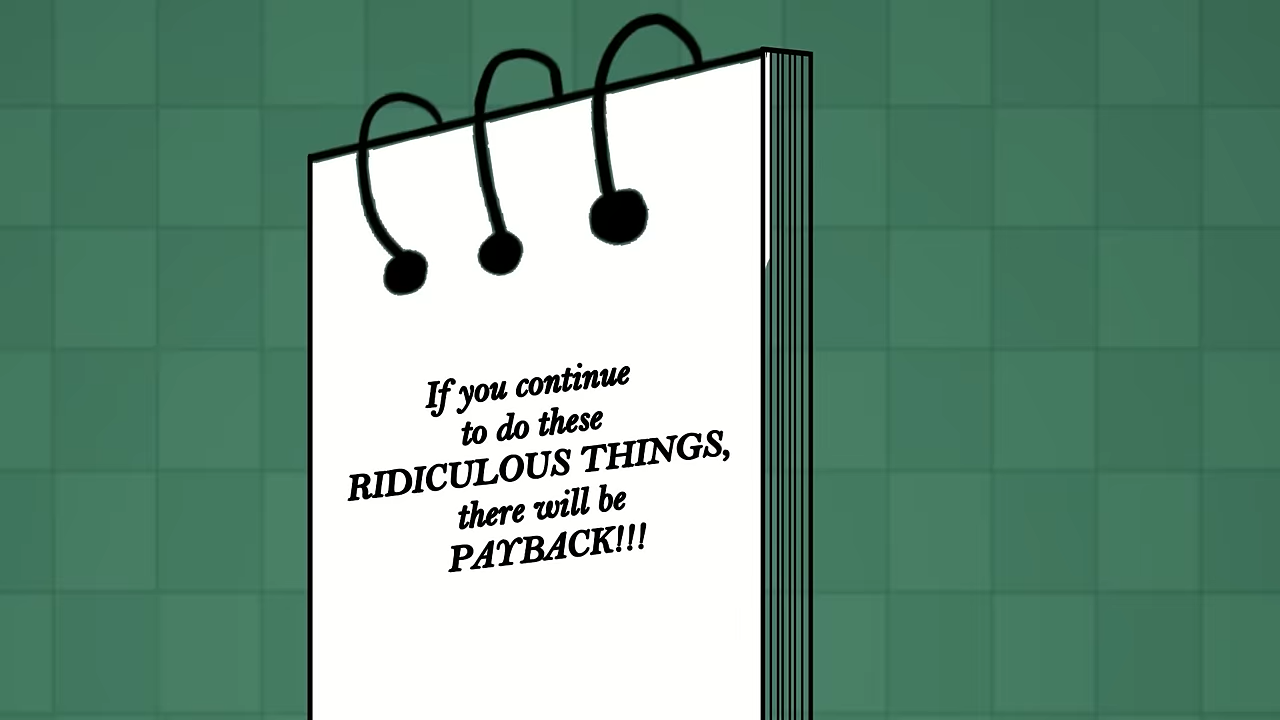 If you continue
to do these
RIDICULOUS THINGS,
there will be
PAYBACK!!!